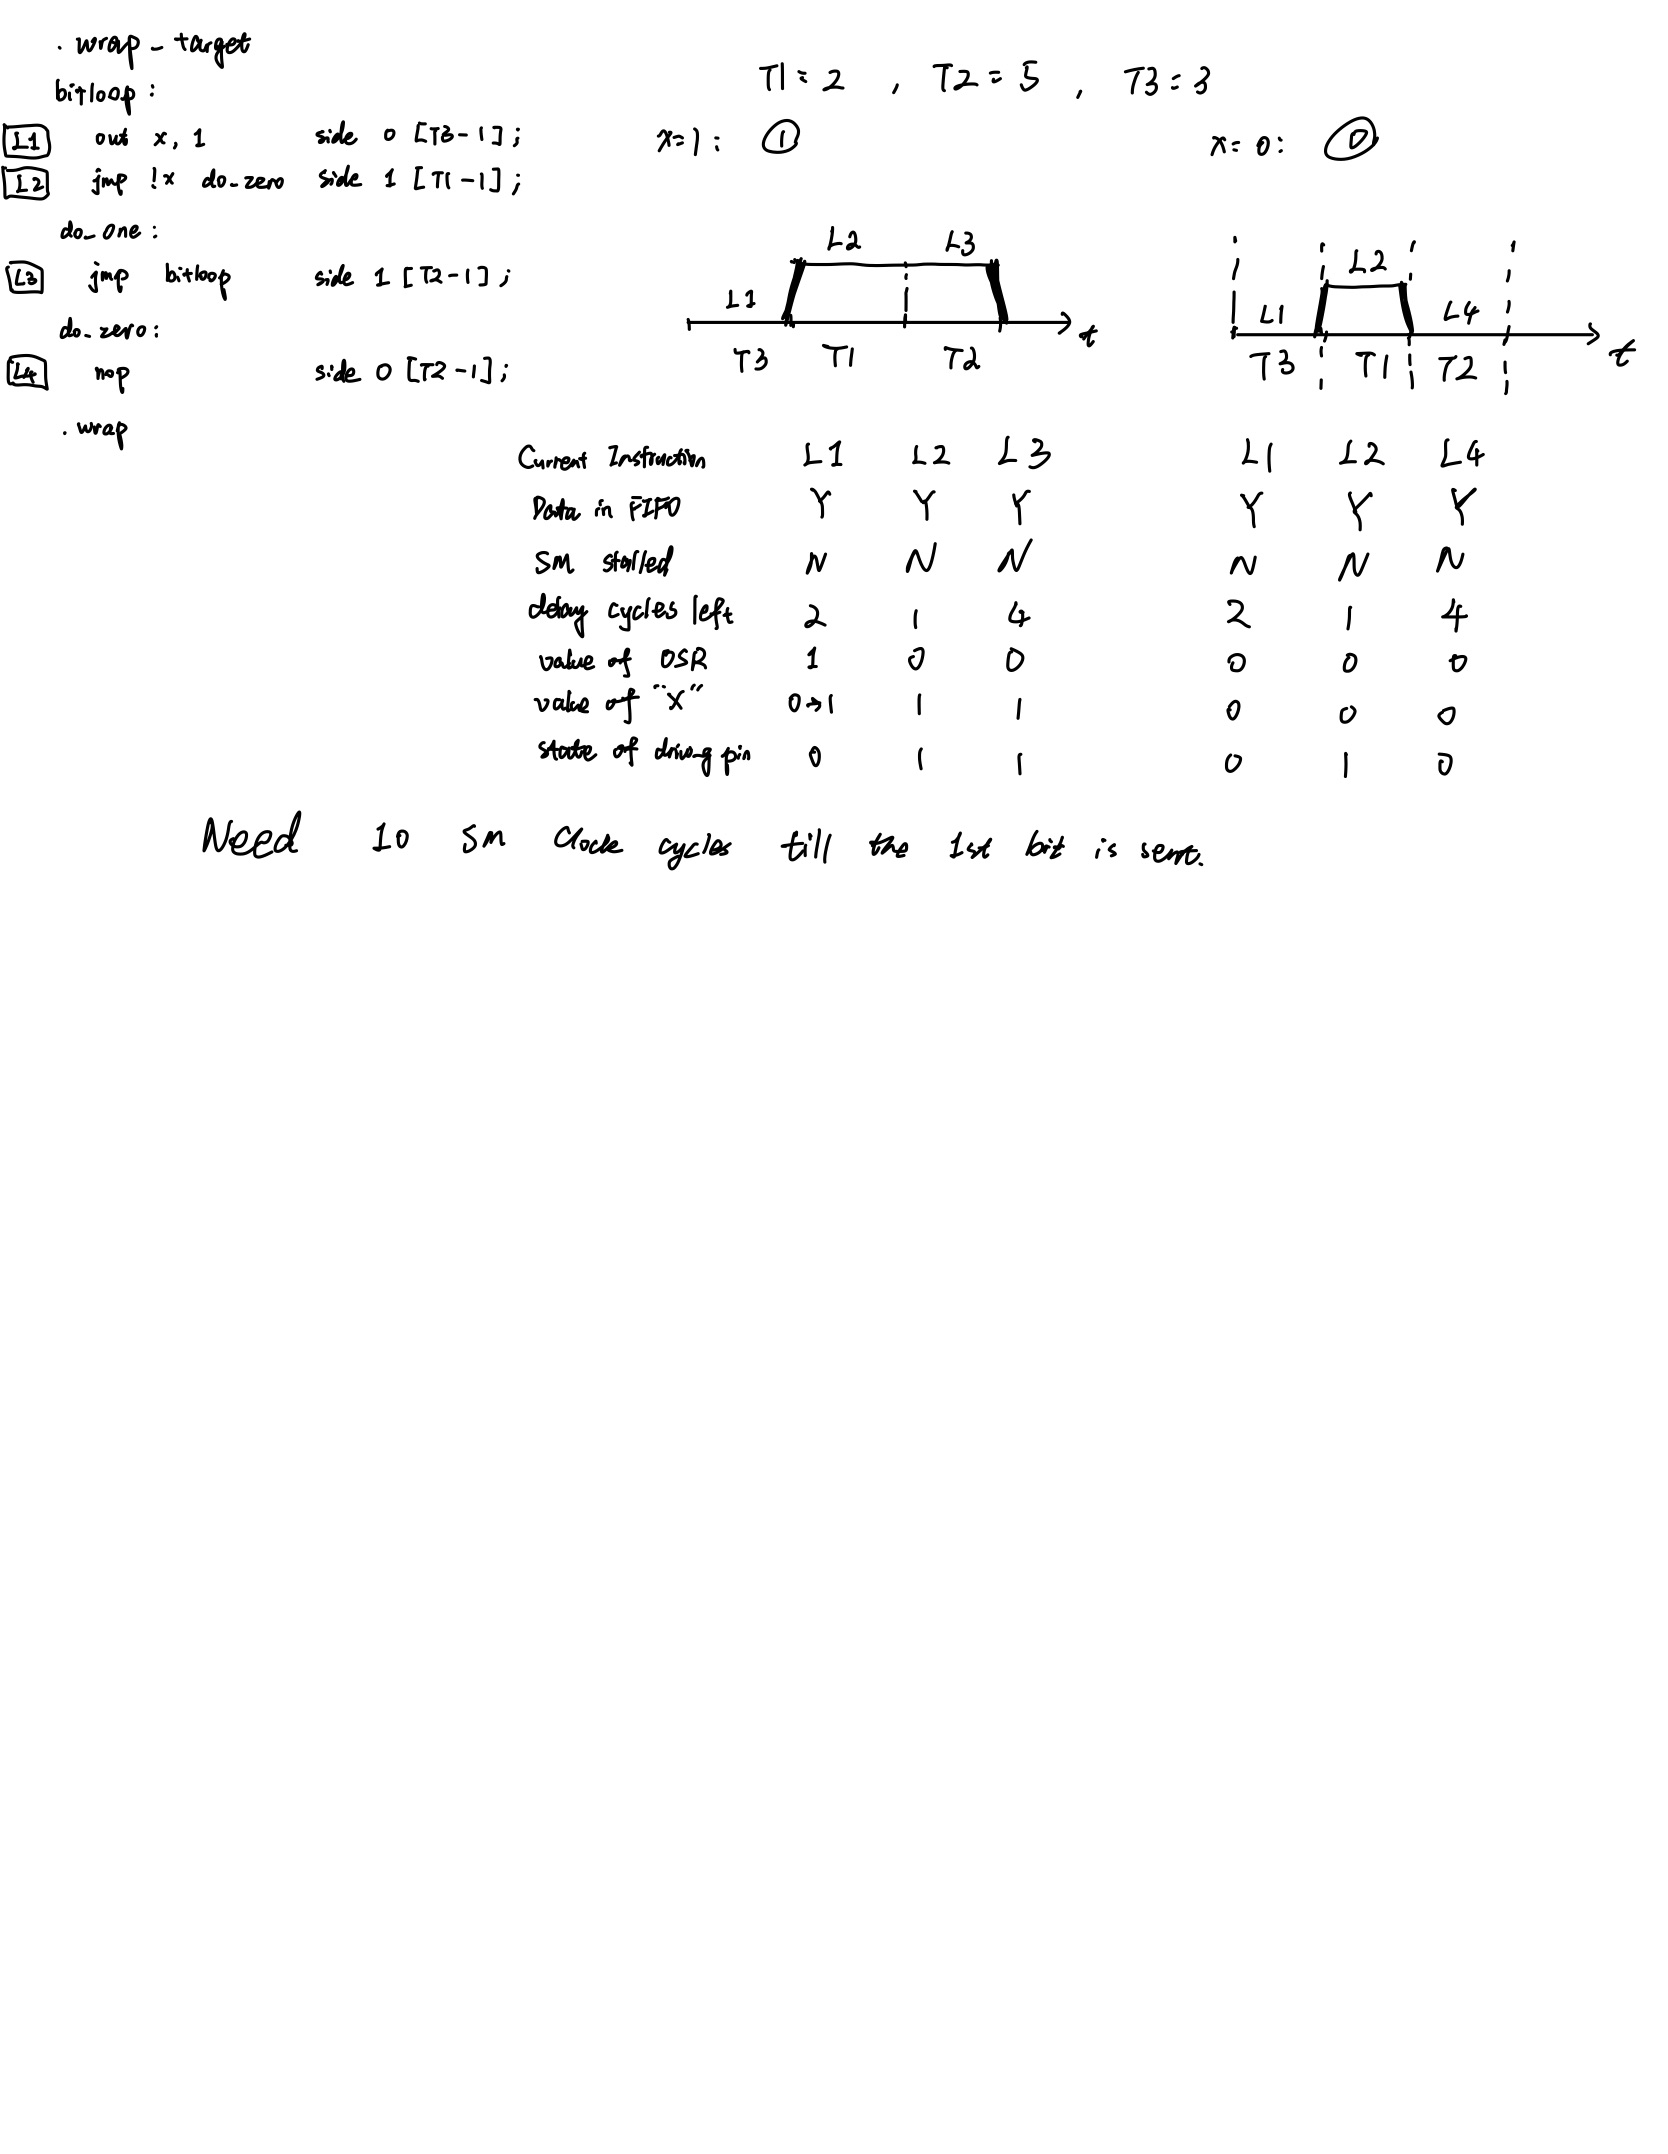 . wrap_target
T1 = 2 , T2 = 5 , T3 = 3
bitloop :
L1 out x, 1 side 0 [T3-1] ;
x=1 : 1
x= 0: 0
L2 jmp !x do_zero side 1 [T1-1] ;
do_one :
L3 jmp bitloop side 1 [T2-1] ;
do_zero:
L4 nop side 0 [T2-1] ;
. wrap
L2 L3
L1
t
T3 T1 T2
L2
L1 L4
t
T3 T1 T2
Current Instruction L1 L2 L3 L1 L2 L4
Data in FIFO Y Y Y Y Y Y
SM stalled N N N N N N
delay cycles left 2 1 4 2 1 4
value of OSR 1 0 0 0 0 0
value of "X" 0→1 1 1 0 0 0
state of driving pin 0 1 1 0 1 0
Need 10 SM Clock cycles till the 1st bit is sent.